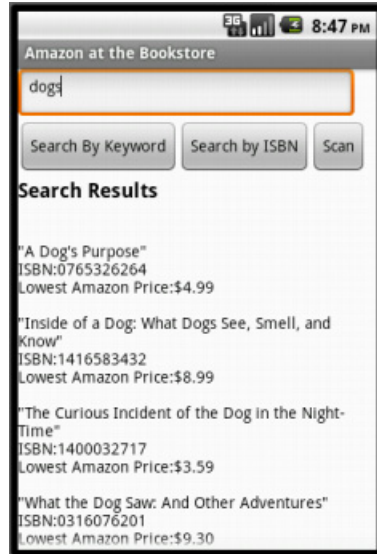 3G 8:47 PM
Amazon at the Bookstore
dogs
Search By Keyword Search by ISBN Scan
Search Results
"A Dog's Purpose"
ISBN:0765326264
Lowest Amazon Price:$4.99
"Inside of a Dog: What Dogs See, Smell, and
Know"
ISBN:1416583432
Lowest Amazon Price:$8.99
"The Curious Incident of the Dog in the Night-
Time"
ISBN:1400032717
Lowest Amazon Price:$3.59
"What the Dog Saw: And Other Adventures"
ISBN:0316076201
Lowest Amazon Price:$9.30